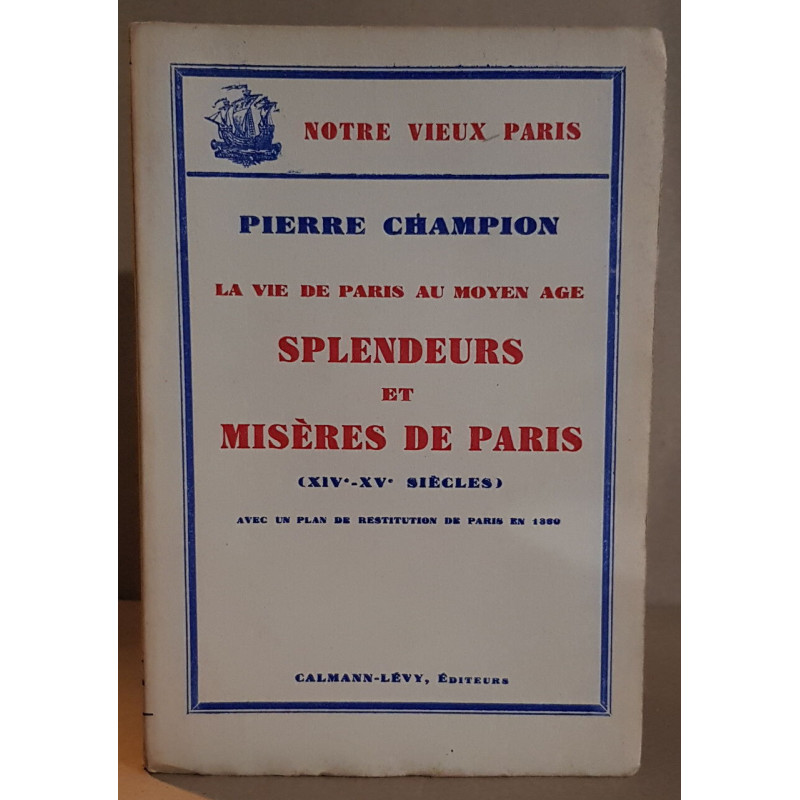 NOTRE VIEUX PARIS
PIERRE CHAMPION
LA VIE DE PARIS AU MOYEN AGE
SPLENDEURS
ET
MISÈRES DE PARIS
(XIVᵉ-XVᵉ SIÈCLES)
AVEC UN PLAN DE RESTITUTION DE PARIS EN 1380
CALMANN-LÉVY, ÉDITEURS